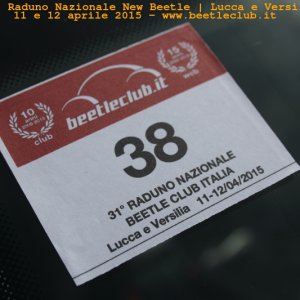 Raduno Nazionale New Beetle | Lucca e Versi
11 e 12 aprile 2015 - www.beetleclub.it
10
anni
club
beetleclub.it
15
web
38
31° RADUNO NAZIONALE
BEETLE CLUB ITALIA
Lucca e Versilia 11-12/04/2015